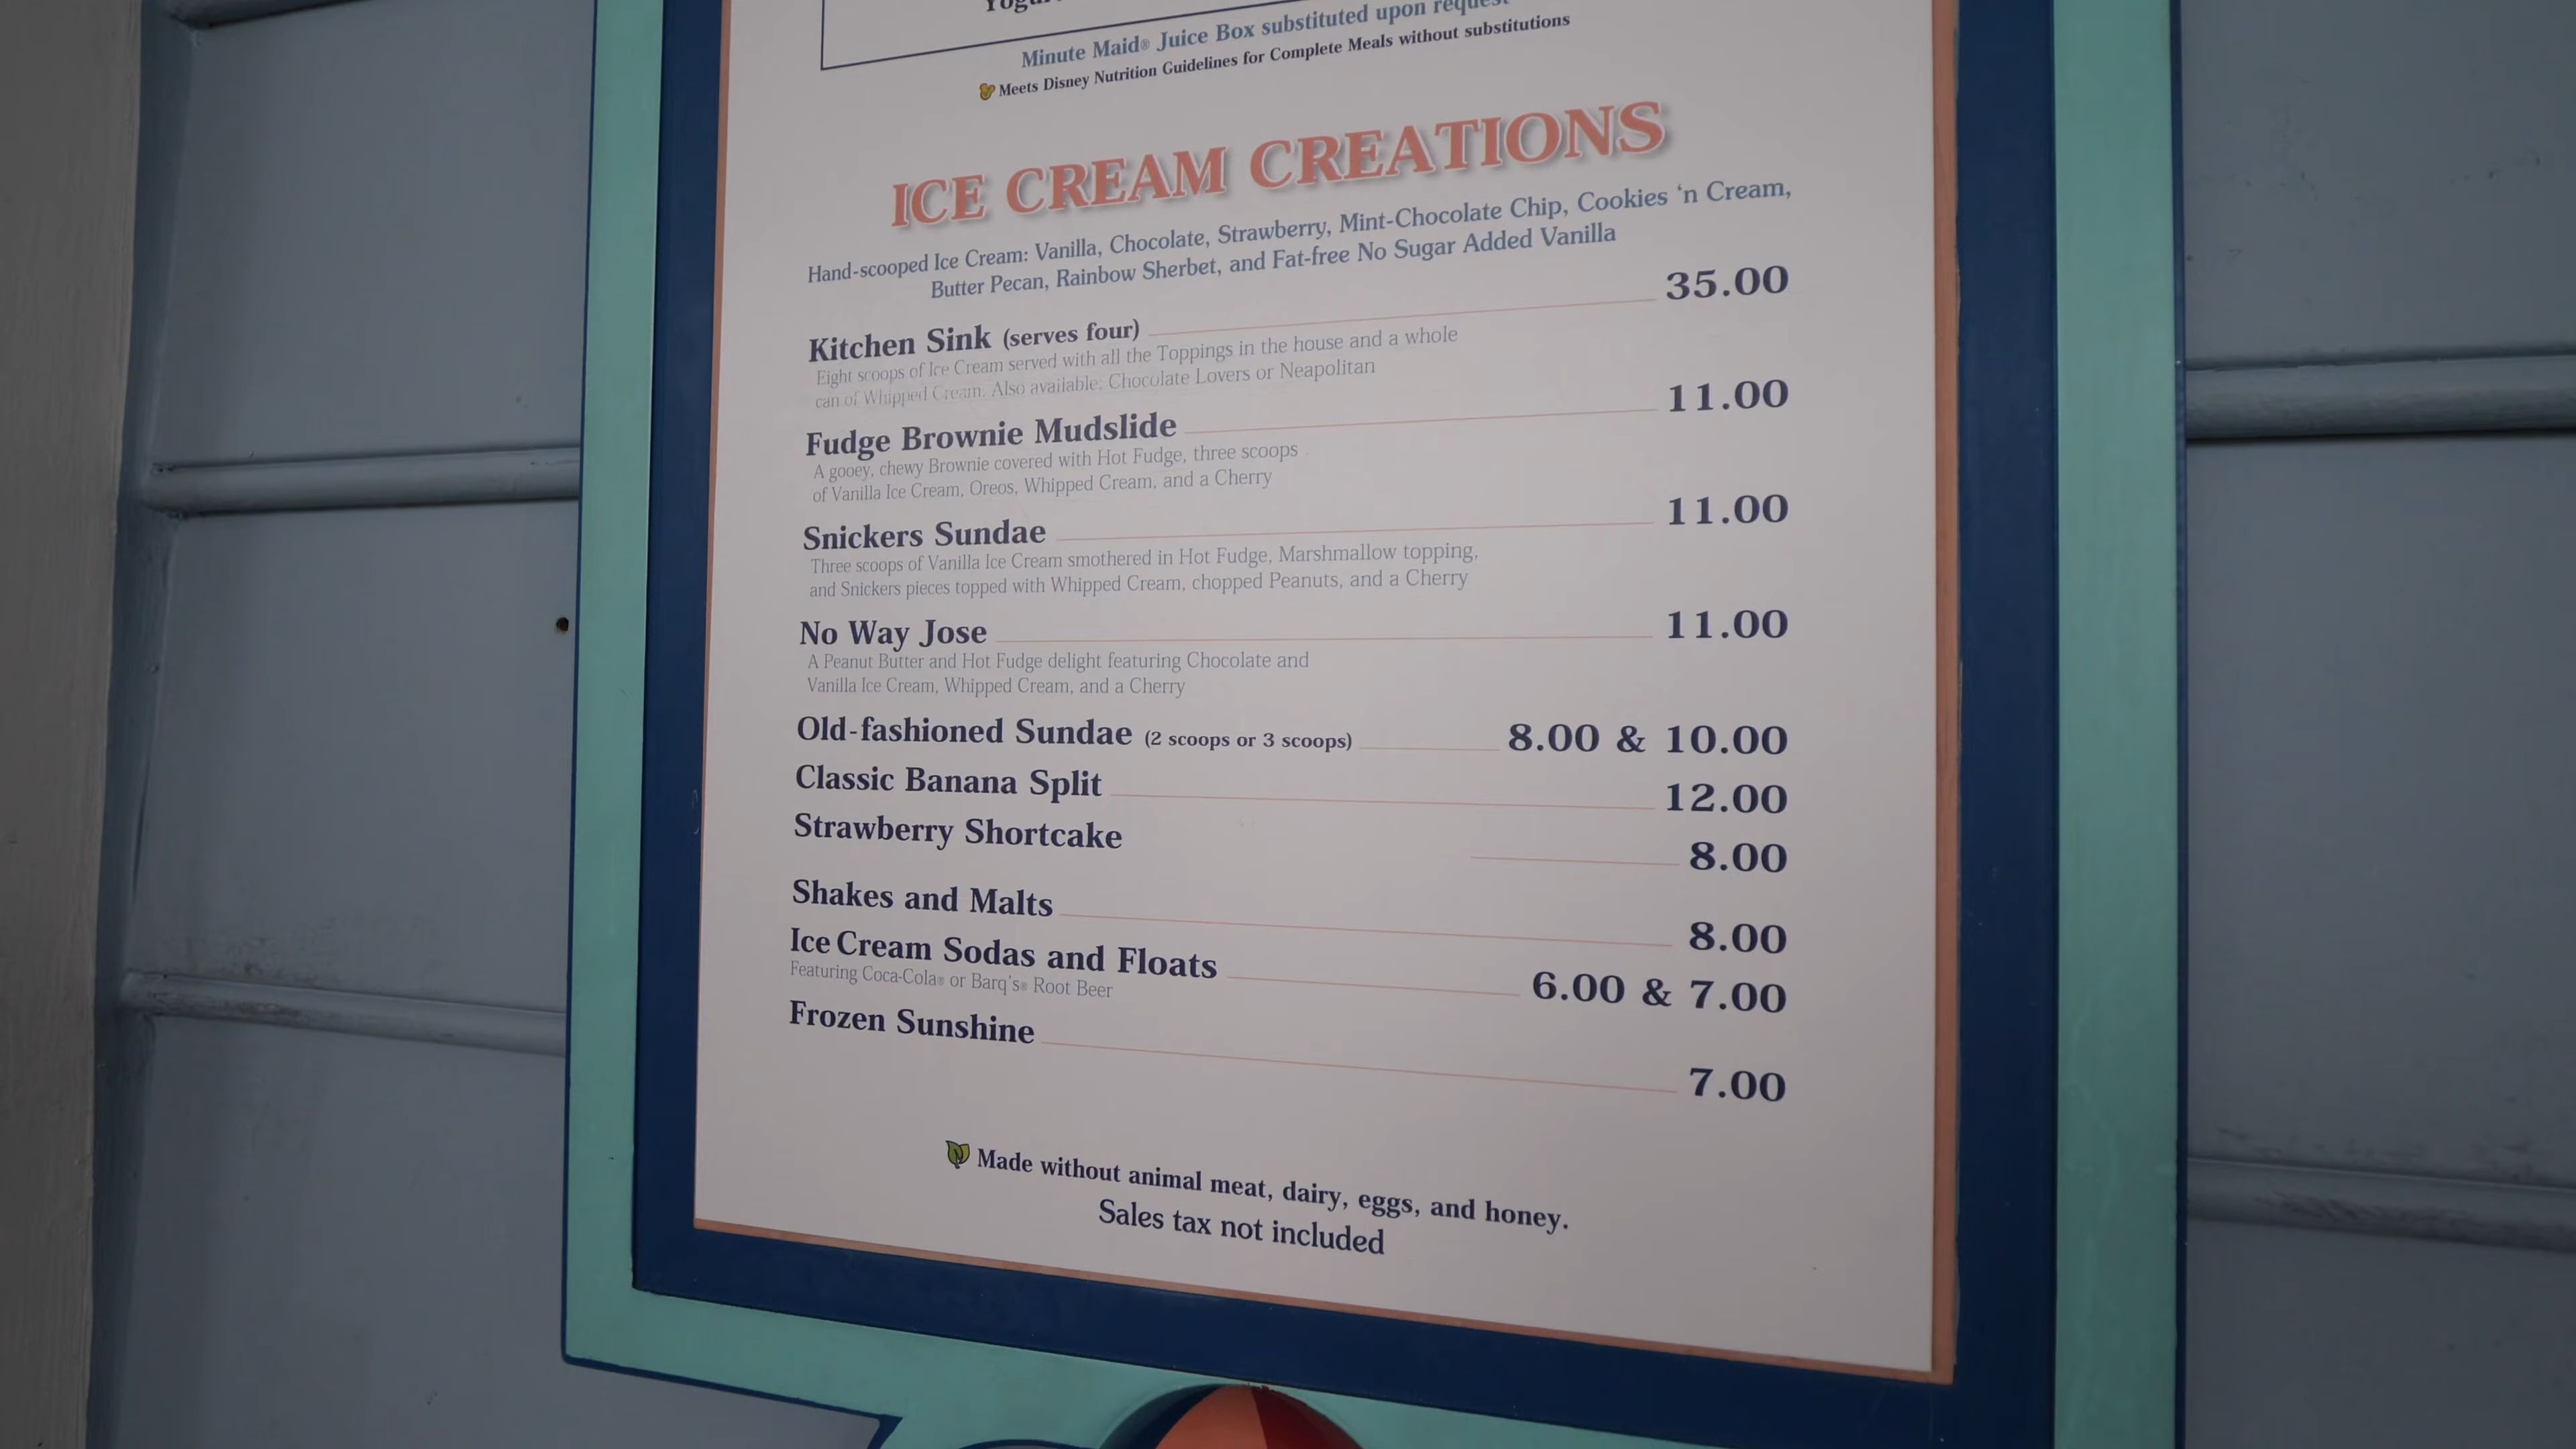 Minute Maid® Juice Box substituted upon request
Meets Disney Nutrition Guidelines for Complete Meals without substitutions
ICE CREAM CREATIONS
Hand-scooped Ice Cream: Vanilla, Chocolate, Strawberry, Mint-Chocolate Chip, Cookies ‘n Cream,
Butter Pecan, Rainbow Sherbet, and Fat-free No Sugar Added Vanilla
Kitchen Sink (serves four) 35.00
Eight scoops of Ice Cream served with all the Toppings in the house and a whole
can of Whipped Cream. Also available: Chocolate Lovers or Neapolitan
Fudge Brownie Mudslide 11.00
A gooey, chewy Brownie covered with Hot Fudge, three scoops
of Vanilla Ice Cream, Oreos, Whipped Cream, and a Cherry
Snickers Sundae 11.00
Three scoops of Vanilla Ice Cream smothered in Hot Fudge, Marshmallow topping,
and Snickers pieces topped with Whipped Cream, chopped Peanuts, and a Cherry
No Way Jose 11.00
A Peanut Butter and Hot Fudge delight featuring Chocolate and
Vanilla Ice Cream, Whipped Cream, and a Cherry
Old-fashioned Sundae (2 scoops or 3 scoops) 8.00 & 10.00
Classic Banana Split 12.00
Strawberry Shortcake 8.00
Shakes and Malts 8.00
Ice Cream Sodas and Floats 6.00 & 7.00
Featuring Coca-Cola® or Barq's® Root Beer
Frozen Sunshine 7.00
Made without animal meat, dairy, eggs, and honey.
Sales tax not included